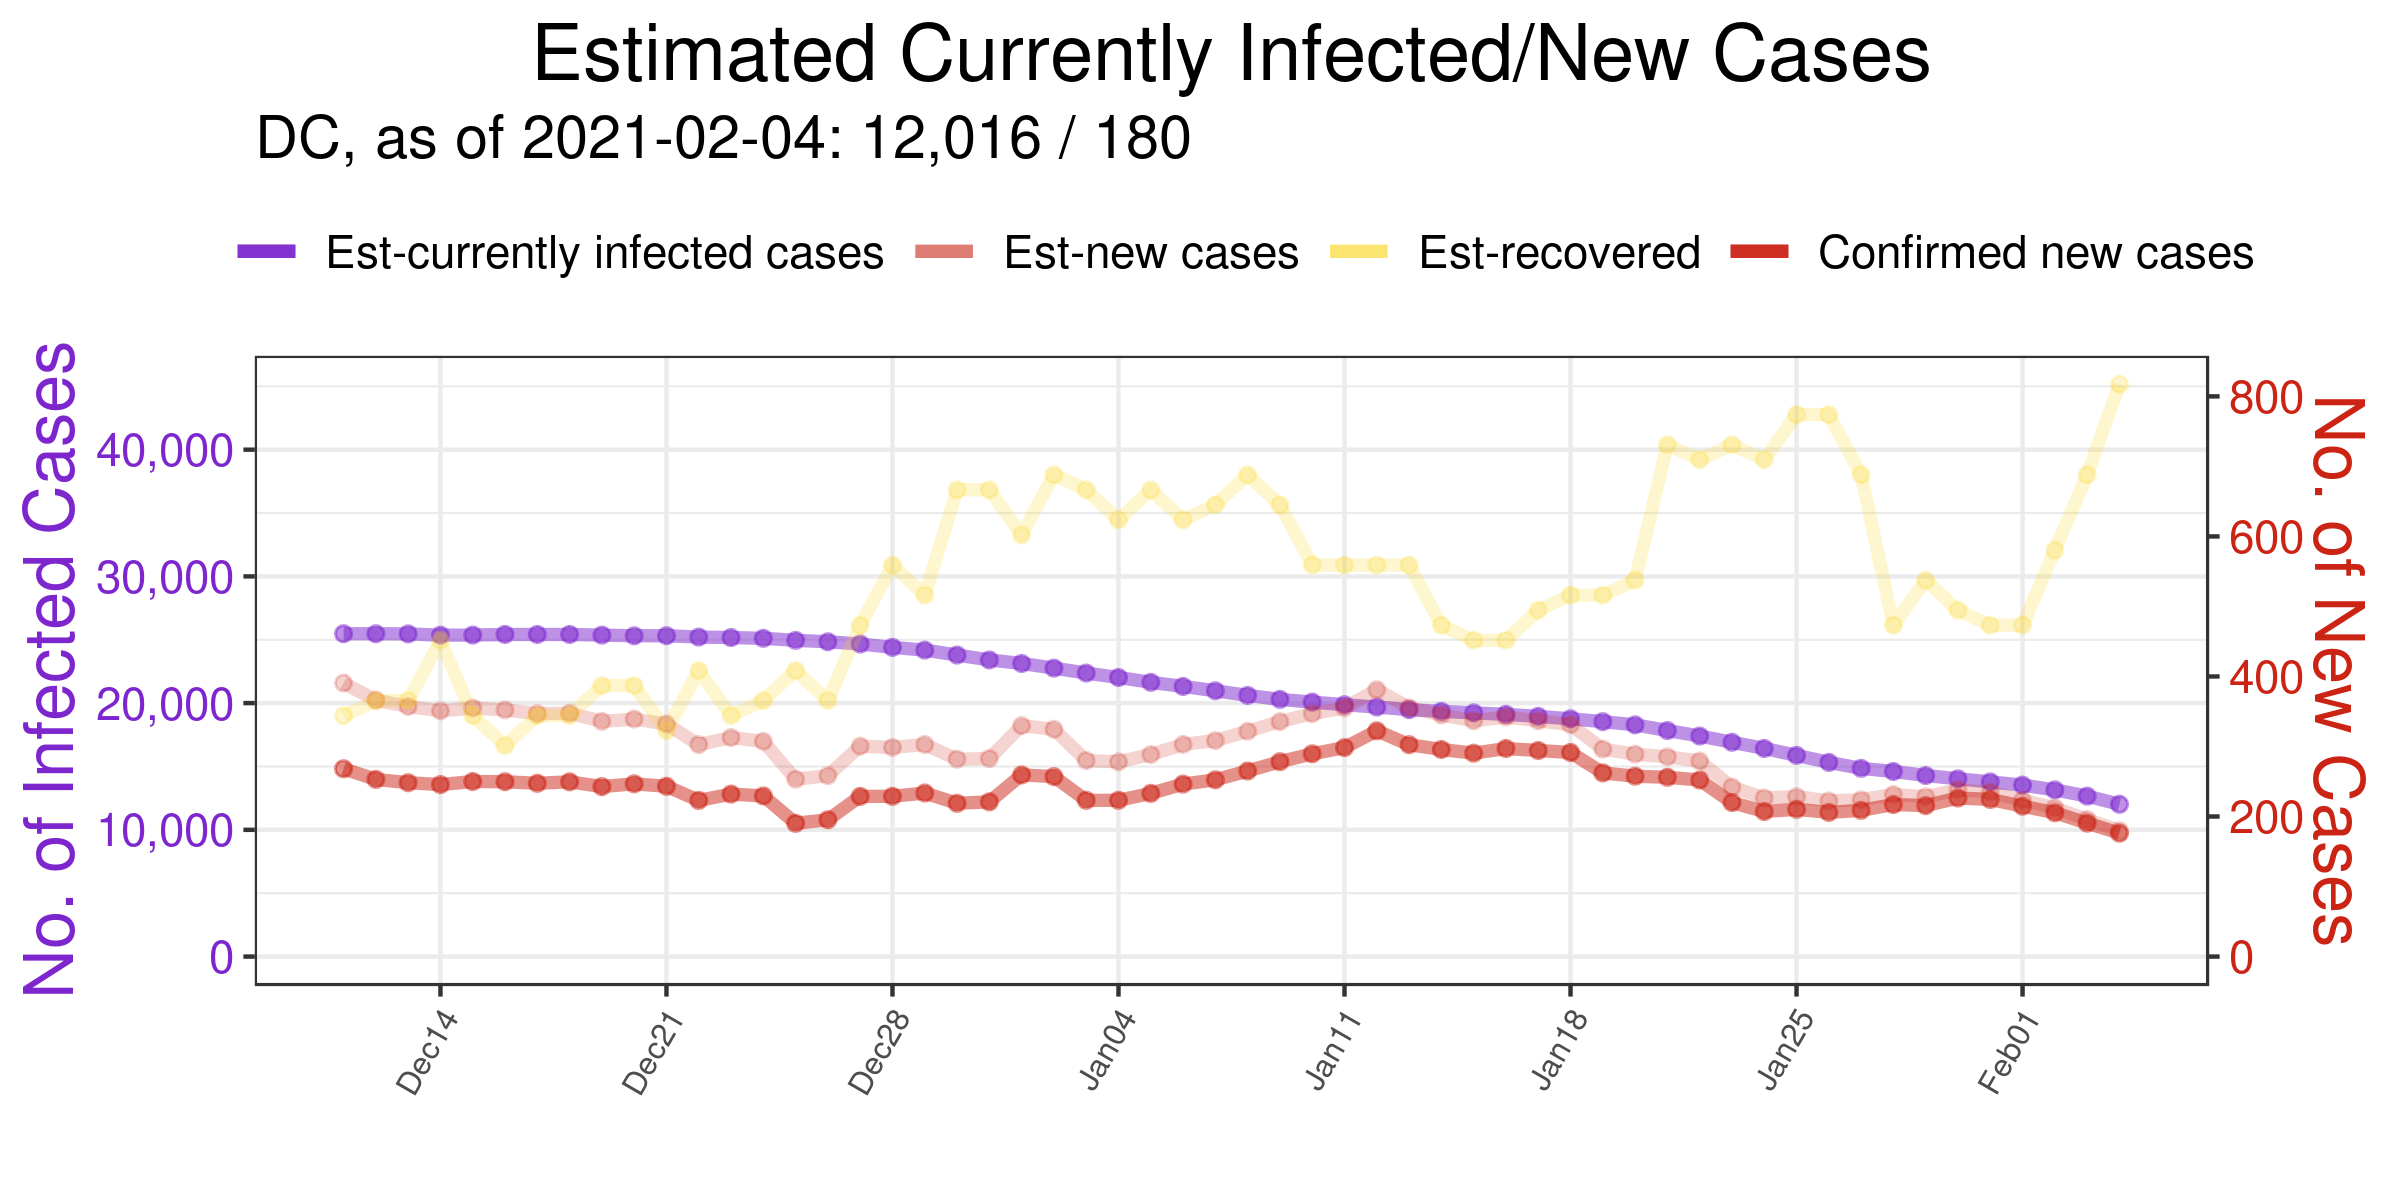 Estimated Currently Infected/New Cases
DC, as of 2021-02-04: 12,016 / 180
Est-currently infected cases Est-new cases Est-recovered Confirmed new cases
No. of Infected Cases
40,000
30,000
20,000
10,000
0
800
600
400
200
0
No. of New Cases
Dec14 Dec21 Dec28 Jan04 Jan11 Jan18 Jan25 Feb01